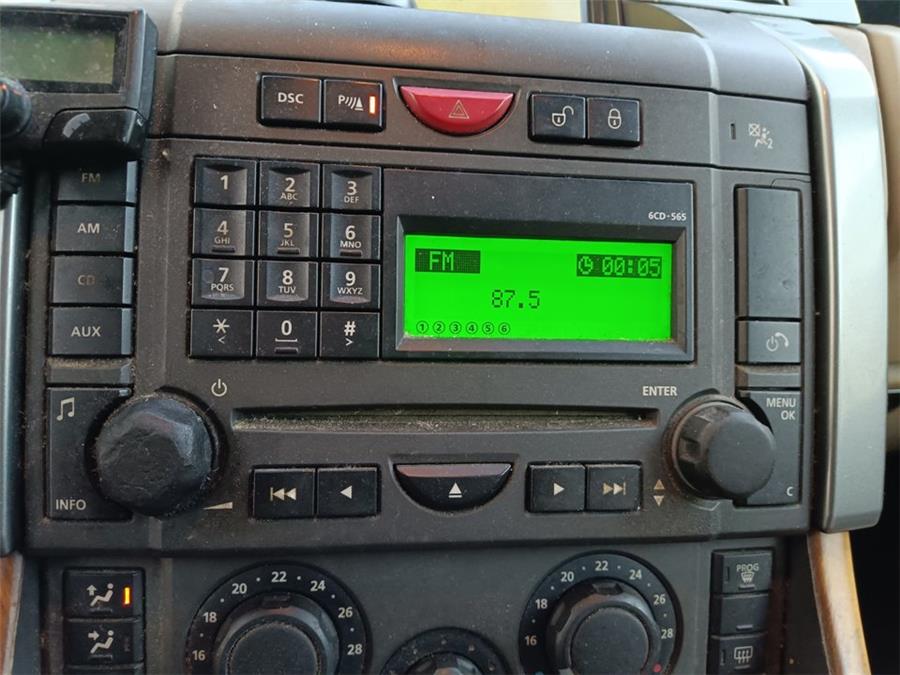 DSC
P
2
FM
AM
CD
AUX
INFO
1
2 ABC
3 DEF
4 GHI
5 JKL
6 MNO
7 PQRS
8 TUV
9 WXYZ
* <
0
# >
6CD-565
FM 00:05
87.5
1 2 3 4 5 6
ENTER
MENU
OK
C
16 18 20 22 24 26 28
16 18 20 22 24 26 28
PROG